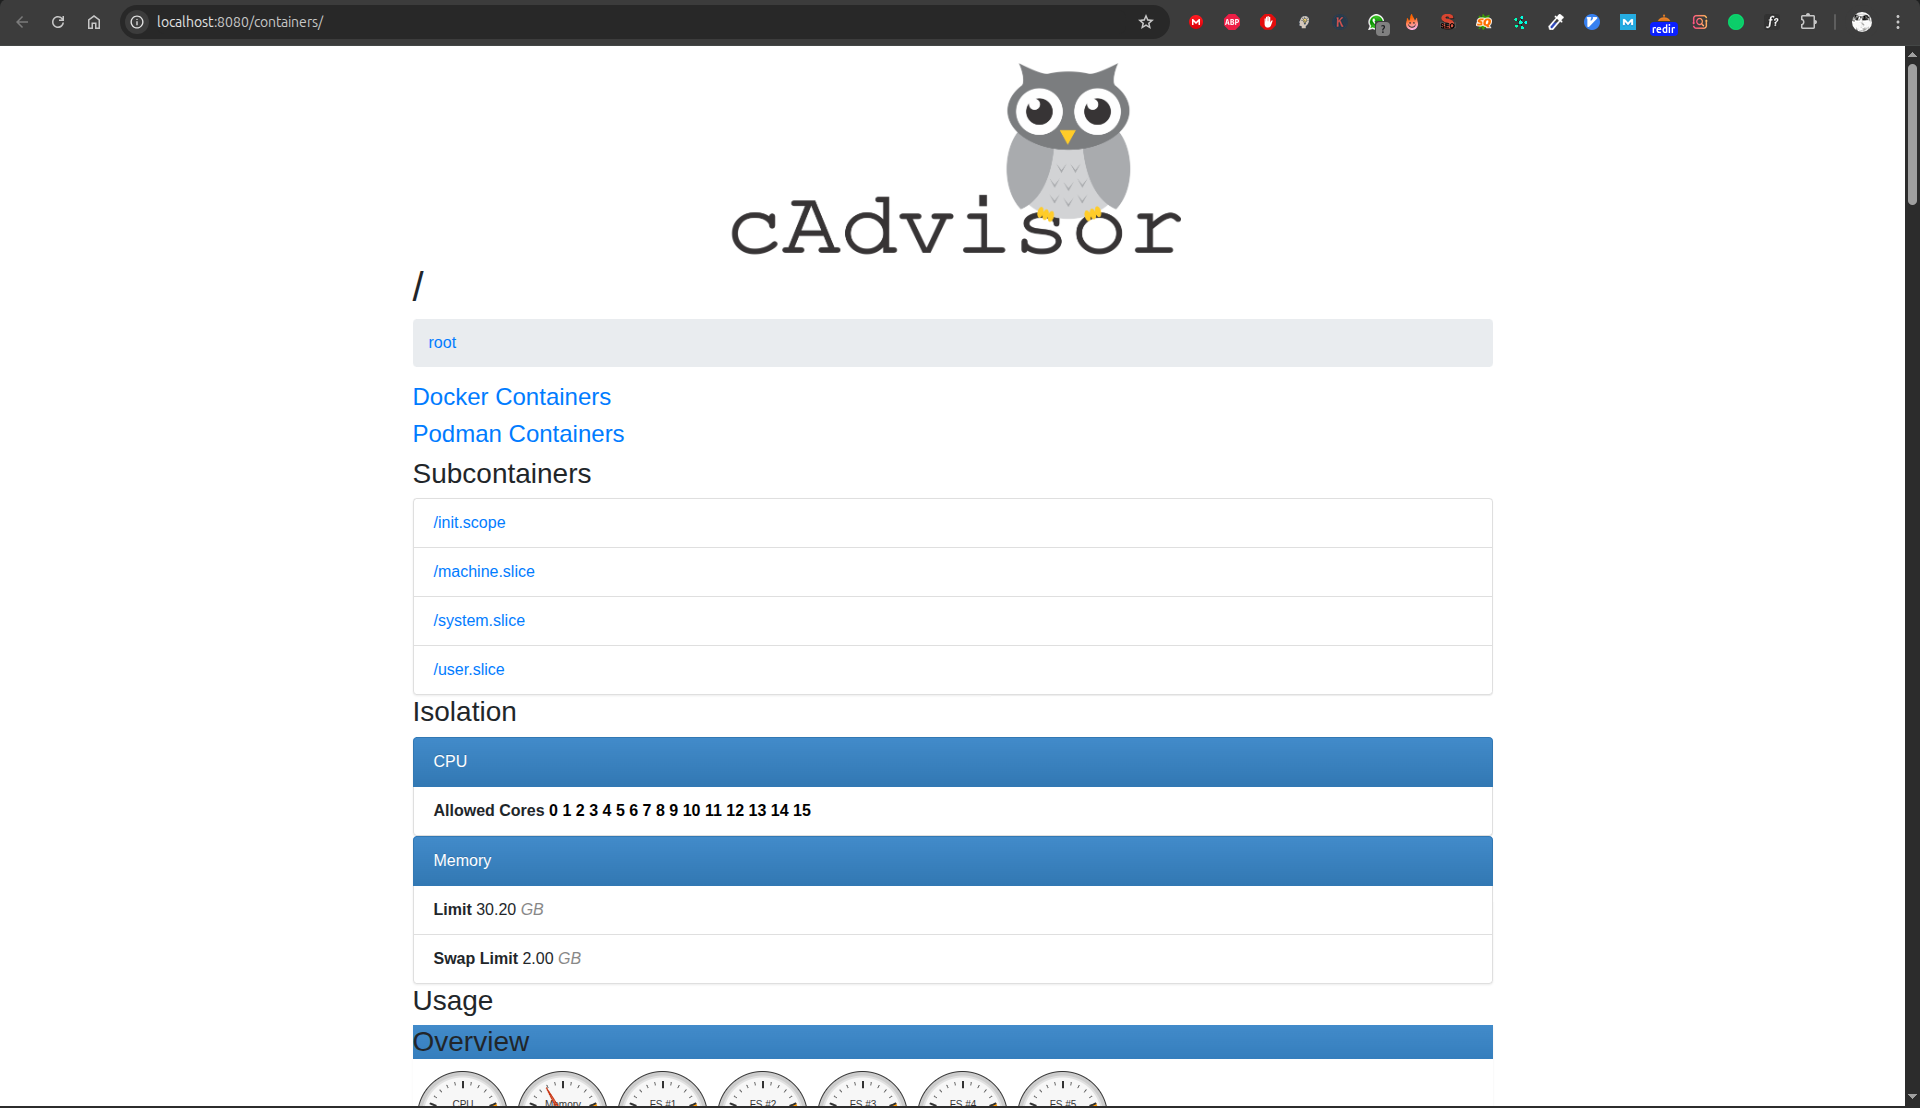 localhost:8080/containers/
ABP
K
?
redir
f?
cAdvisor
/
root
Docker Containers
Podman Containers
Subcontainers
/init.scope
/machine.slice
/system.slice
/user.slice
Isolation
CPU
Allowed Cores 0 1 2 3 4 5 6 7 8 9 10 11 12 13 14 15
Memory
Limit 30.20 GB
Swap Limit 2.00 GB
Usage
Overview
CPU
Memory
FS #1
FS #2
FS #3
FS #4
FS #5